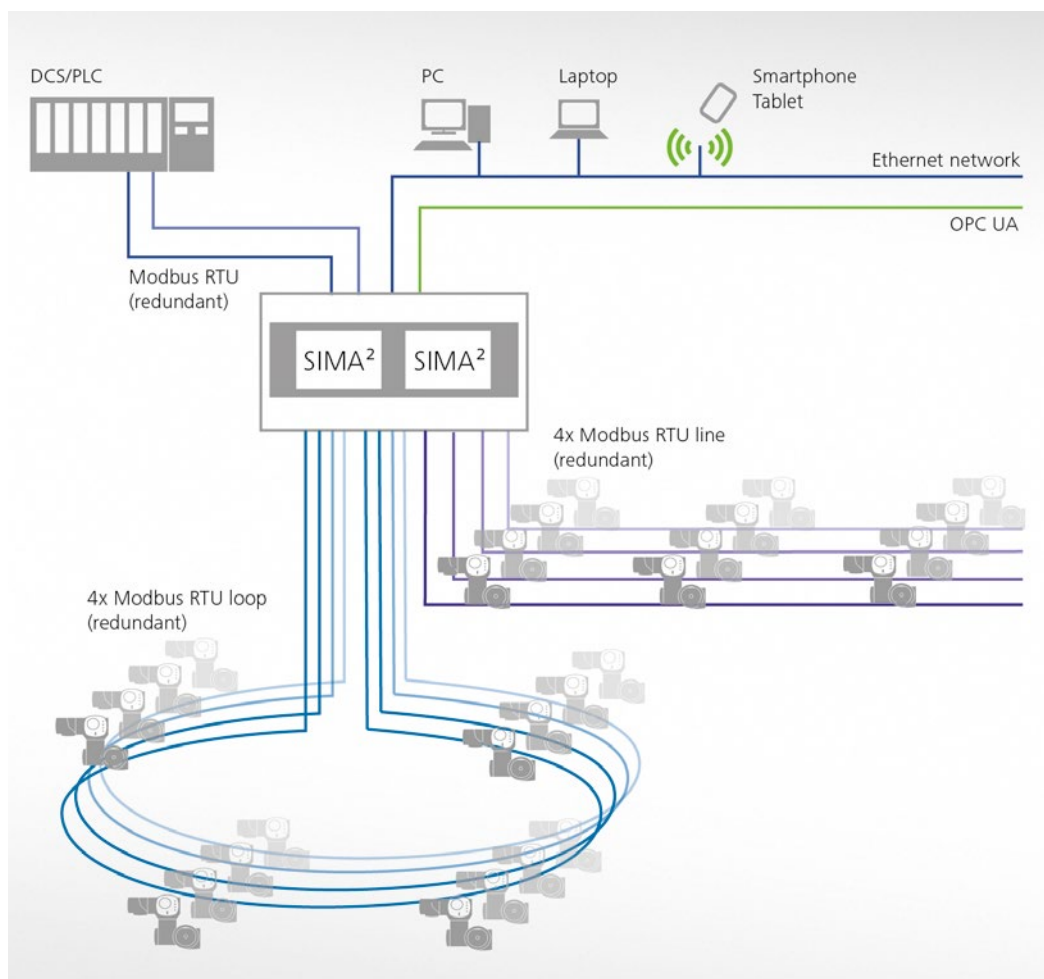 DCS/PLC
PC
Laptop
Smartphone
Tablet
Ethernet network
OPC UA
Modbus RTU
(redundant)
SIMA²
SIMA²
4x Modbus RTU line
(redundant)
4x Modbus RTU loop
(redundant)